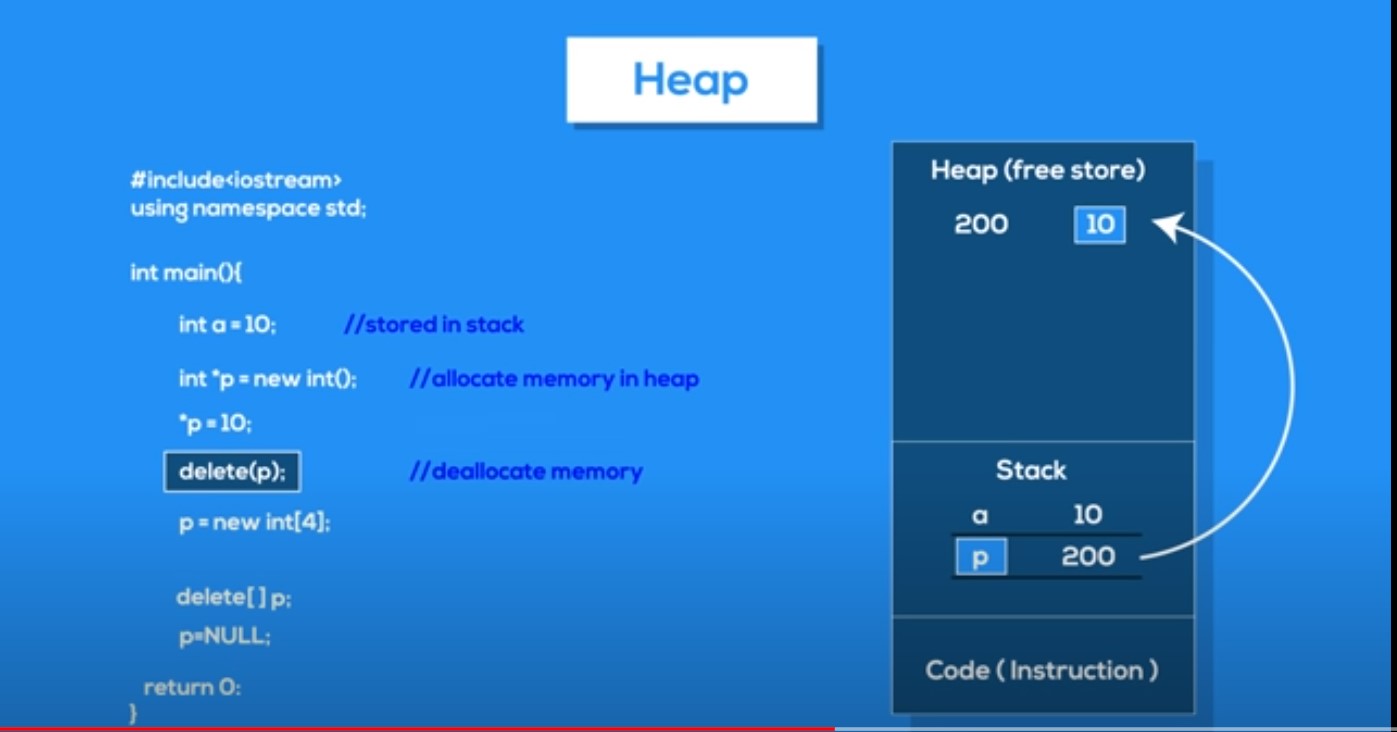 Heap
#include<iostream>
using namespace std;
int main(){
int a = 10; //stored in stack
int *p = new int(); //allocate memory in heap
*p = 10;
delete(p); //deallocate memory
p = new int[4];
delete[ ] p;
p=NULL;
return 0:
}
Heap (free store)
200 10
Stack
a 10
p 200
Code ( Instruction )